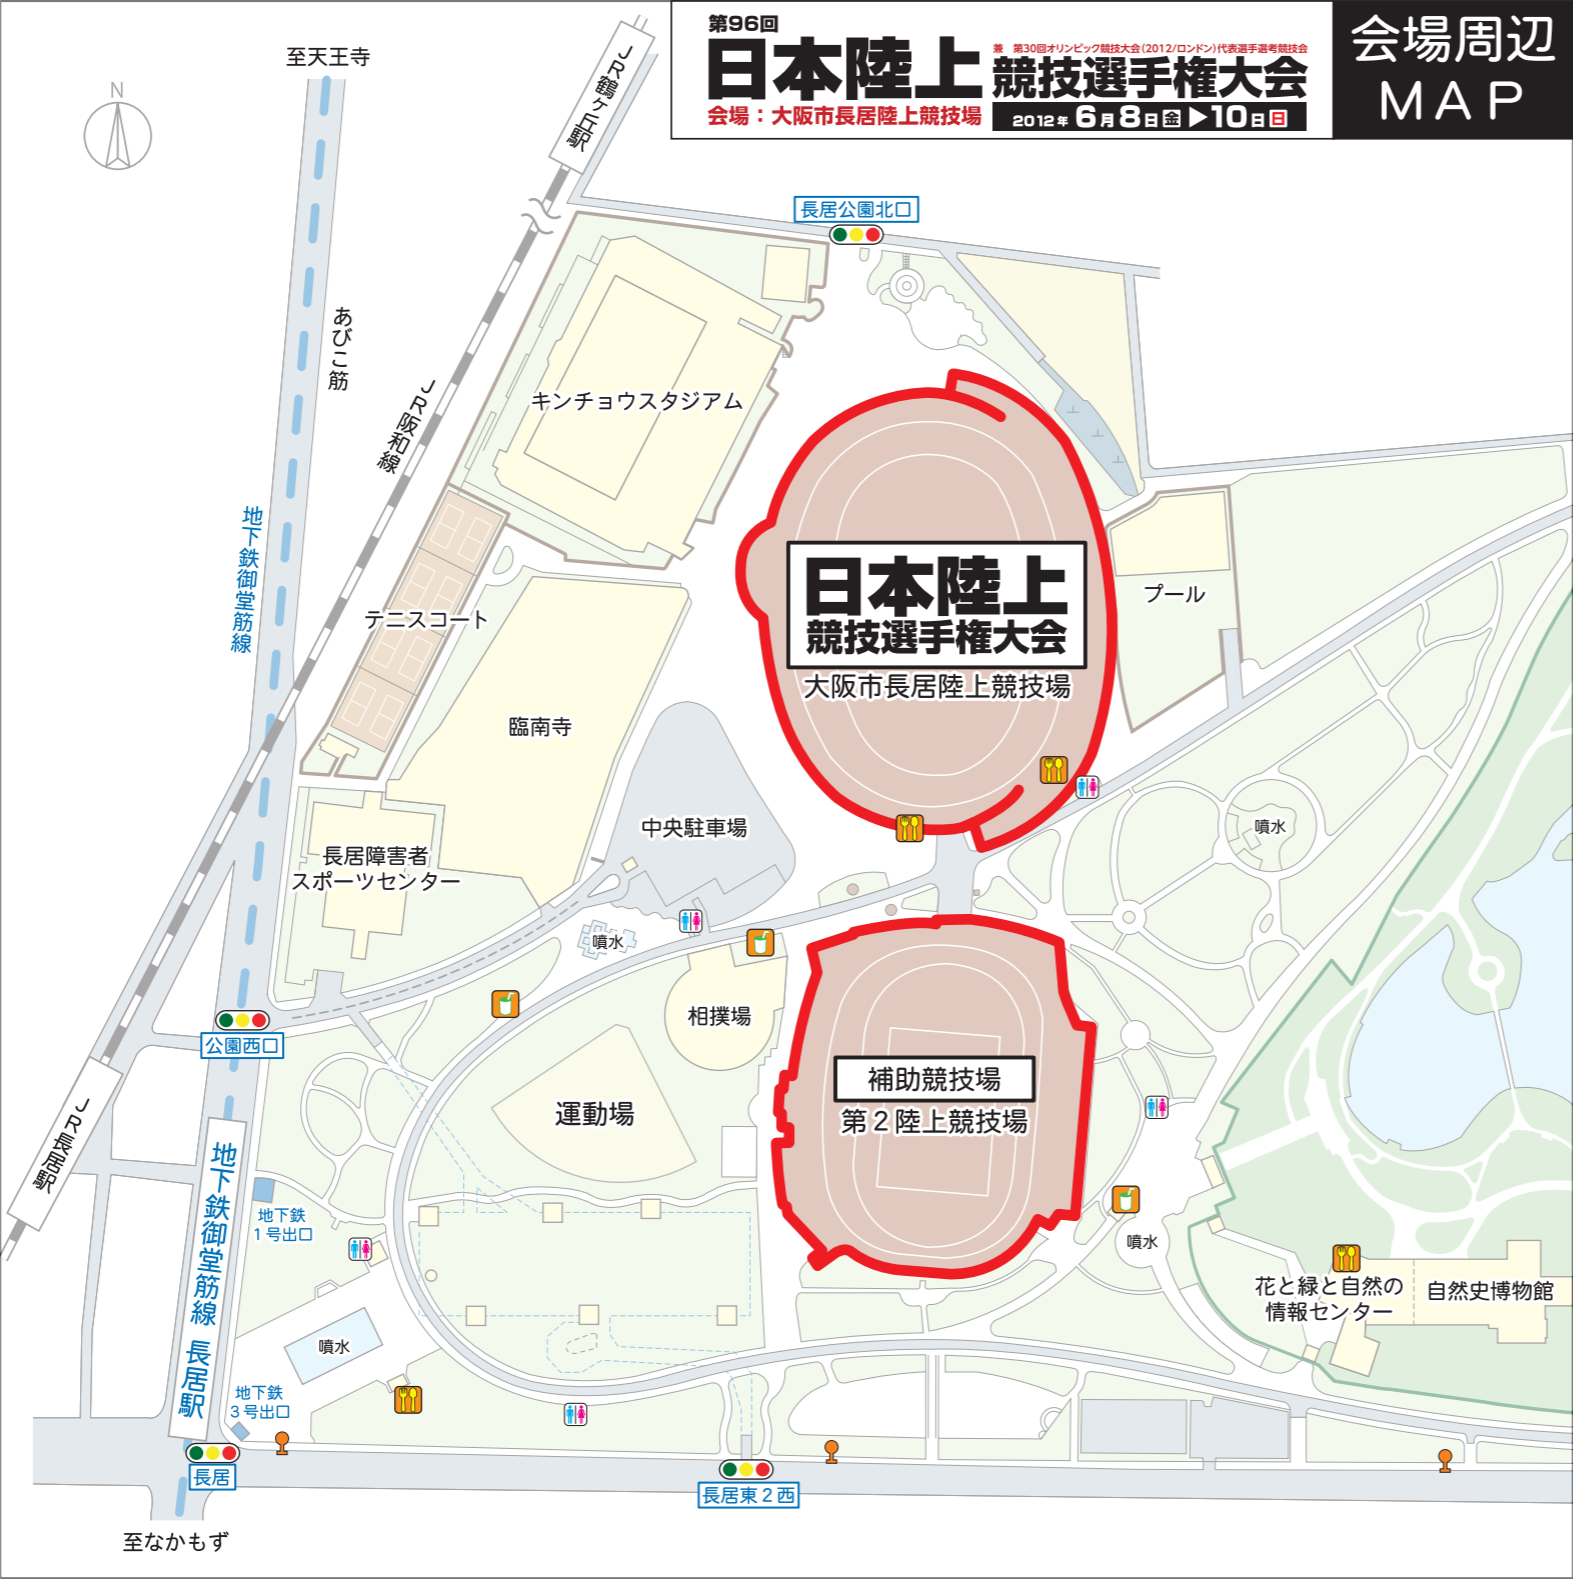 第96回
日本陸上
兼 第30回オリンピック競技大会(2012/ロンドン)代表選手選考競技会
競技選手権大会
会場：大阪市長居陸上競技場
2012年 6月8日金▶10日日
会場周辺
MAP
N
至天王寺
JR鶴ケ丘駅
長居公園北口
あびこ筋
JR阪和線
キンチョウスタジアム
地下鉄御堂筋線
テニスコート
日本陸上
競技選手権大会
大阪市長居陸上競技場
プール
臨南寺
中央駐車場
噴水
長居障害者
スポーツセンター
噴水
相撲場
公園西口
運動場
補助競技場
第2陸上競技場
JR長居駅
地下鉄御堂筋線 長居駅
地下鉄
1号出口
噴水
花と緑と自然の
情報センター
自然史博物館
噴水
地下鉄
3号出口
長居
長居東2西
至なかもず